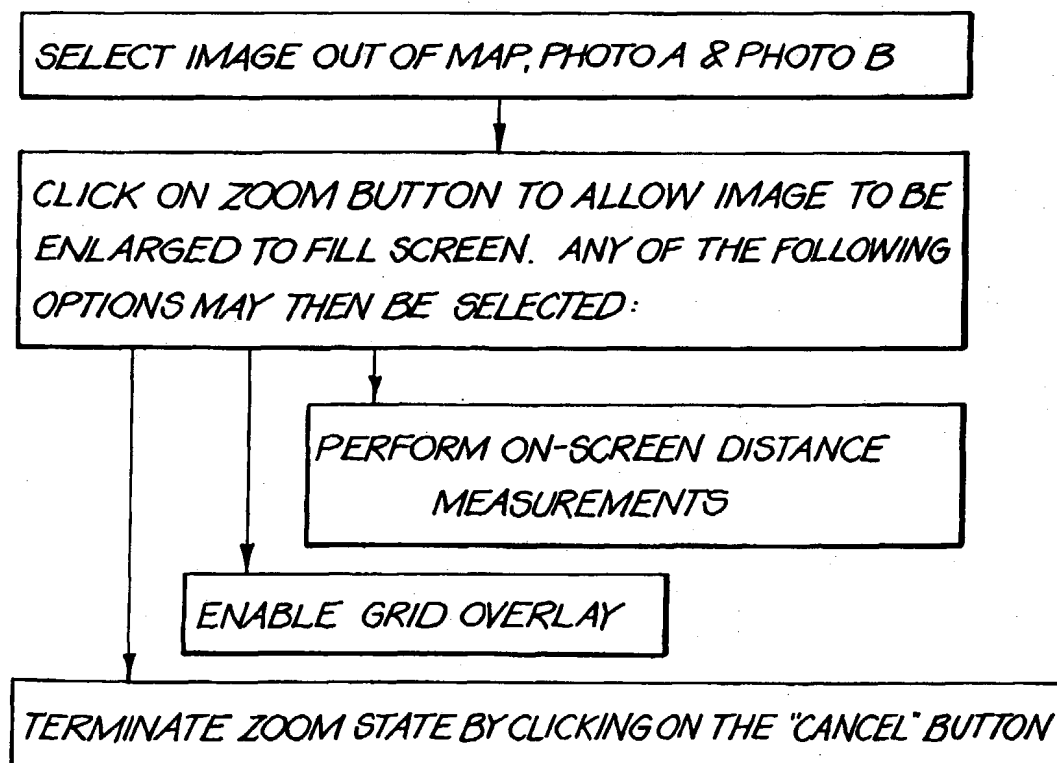 SELECT IMAGE OUT OF MAP, PHOTO A & PHOTO B
CLICK ON ZOOM BUTTON TO ALLOW IMAGE TO BE
ENLARGED TO FILL SCREEN. ANY OF THE FOLLOWING
OPTIONS MAY THEN BE SELECTED:
PERFORM ON-SCREEN DISTANCE
MEASUREMENTS
ENABLE GRID OVERLAY
TERMINATE ZOOM STATE BY CLICKING ON THE "CANCEL" BUTTON